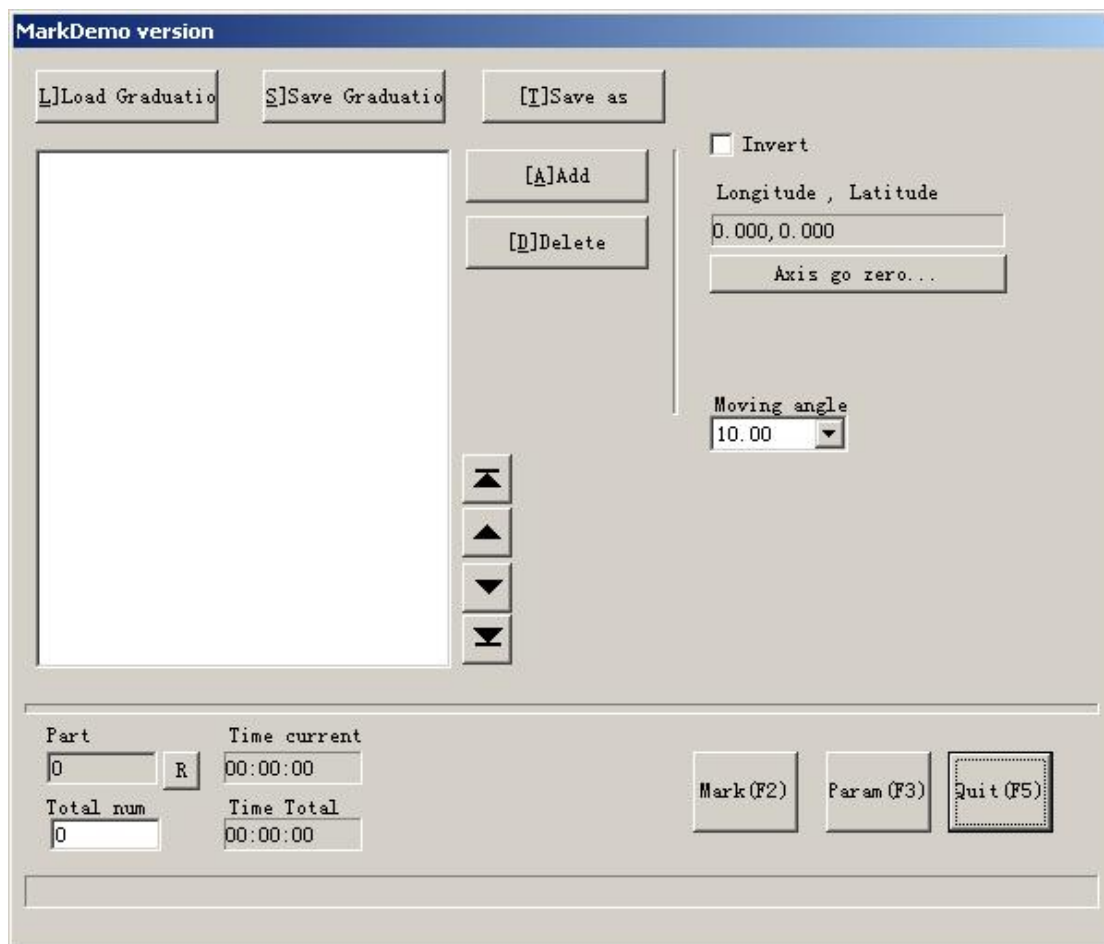 MarkDemo version
L]Load Graduatio
S]Save Graduatio
[T]Save as
[A]Add
[D]Delete
Invert
Longitude , Latitude
0.000,0.000
Axis go zero...
Moving angle
10.00
Part
0
R
Time current
00:00:00
Total num
0
Time Total
00:00:00
Mark(F2)
Param(F3)
Quit(F5)